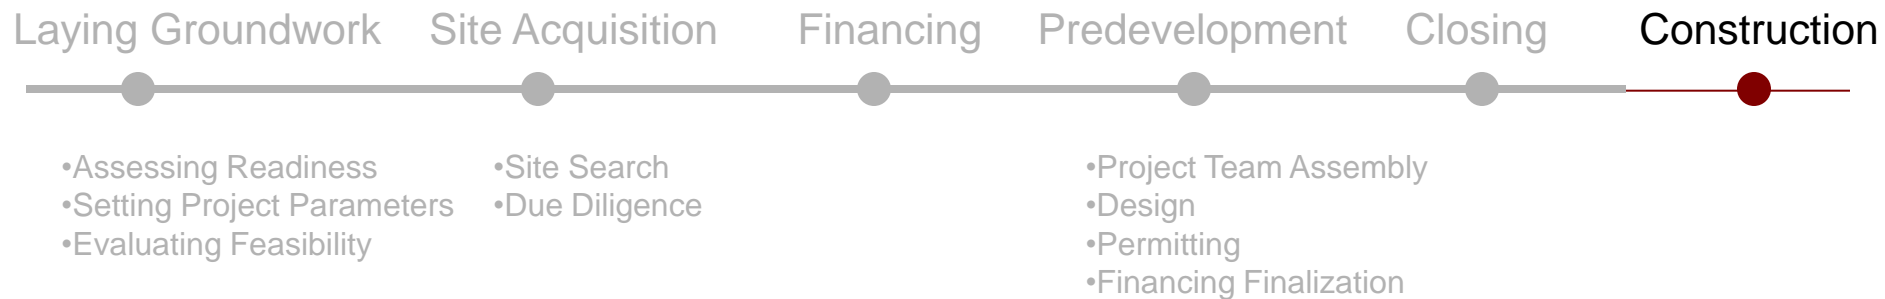 Laying Groundwork Site Acquisition Financing Predevelopment Closing Construction
•Assessing Readiness
•Setting Project Parameters
•Evaluating Feasibility
•Site Search
•Due Diligence
•Project Team Assembly
•Design
•Permitting
•Financing Finalization